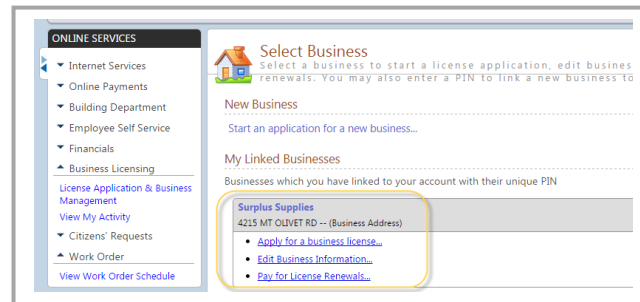 ONLINE SERVICES
Internet Services
Online Payments
Building Department
Employee Self Service
Financials
Business Licensing
License Application & Business
Management
View My Activity
Citizens' Requests
Work Order
View Work Order Schedule
Select Business
Select a business to start a license application, edit busines
renewals. You may also enter a PIN to link a new business to
New Business
Start an application for a new business...
My Linked Businesses
Businesses which you have linked to your account with their unique PIN
Surplus Supplies
4215 MT OLIVET RD -- (Business Address)
Apply for a business license...
Edit Business Information...
Pay for License Renewals...